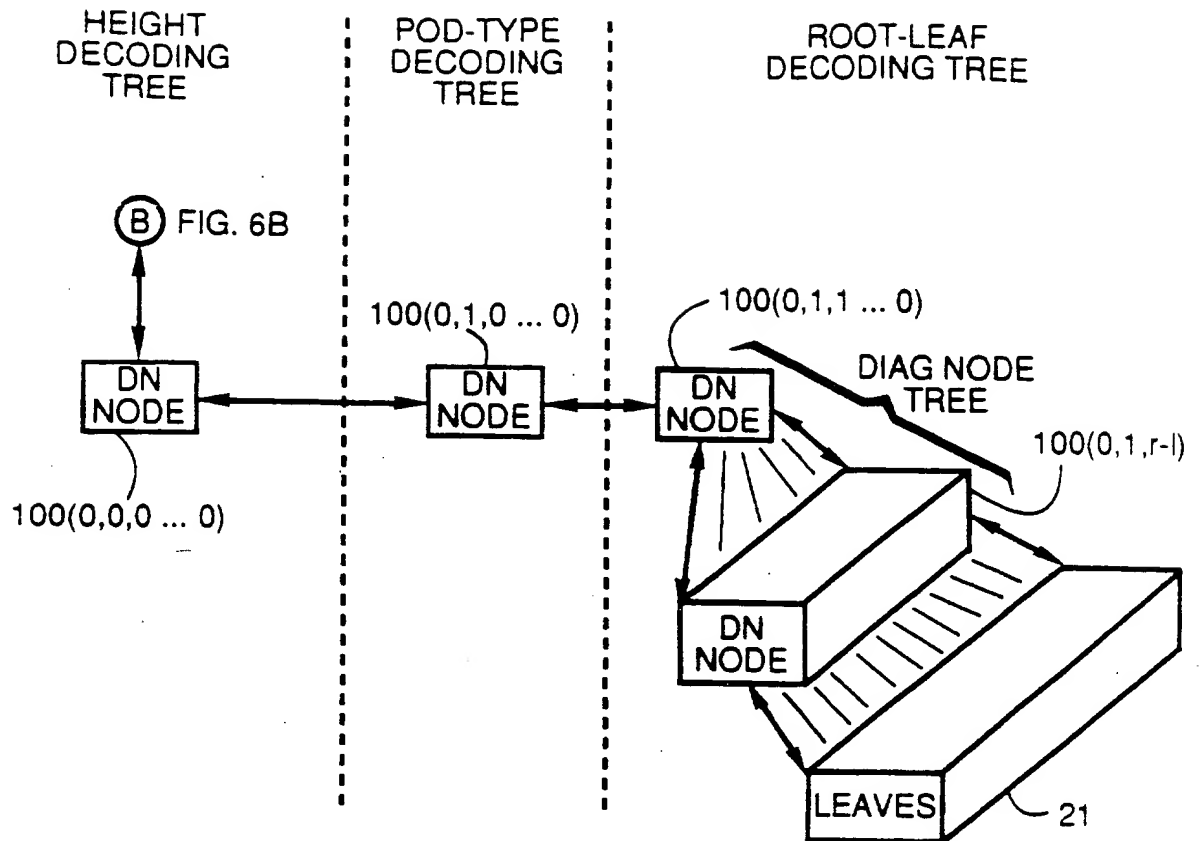 HEIGHT
DECODING
TREE
POD-TYPE
DECODING
TREE
ROOT-LEAF
DECODING TREE
B FIG. 6B
100(0,1,0 ... 0)
100(0,1,1 ... 0)
DN
NODE
DN
NODE
DN
NODE
DIAG NODE
TREE
100(0,1,r-l)
100(0,0,0 ... 0)
DN
NODE
LEAVES
21